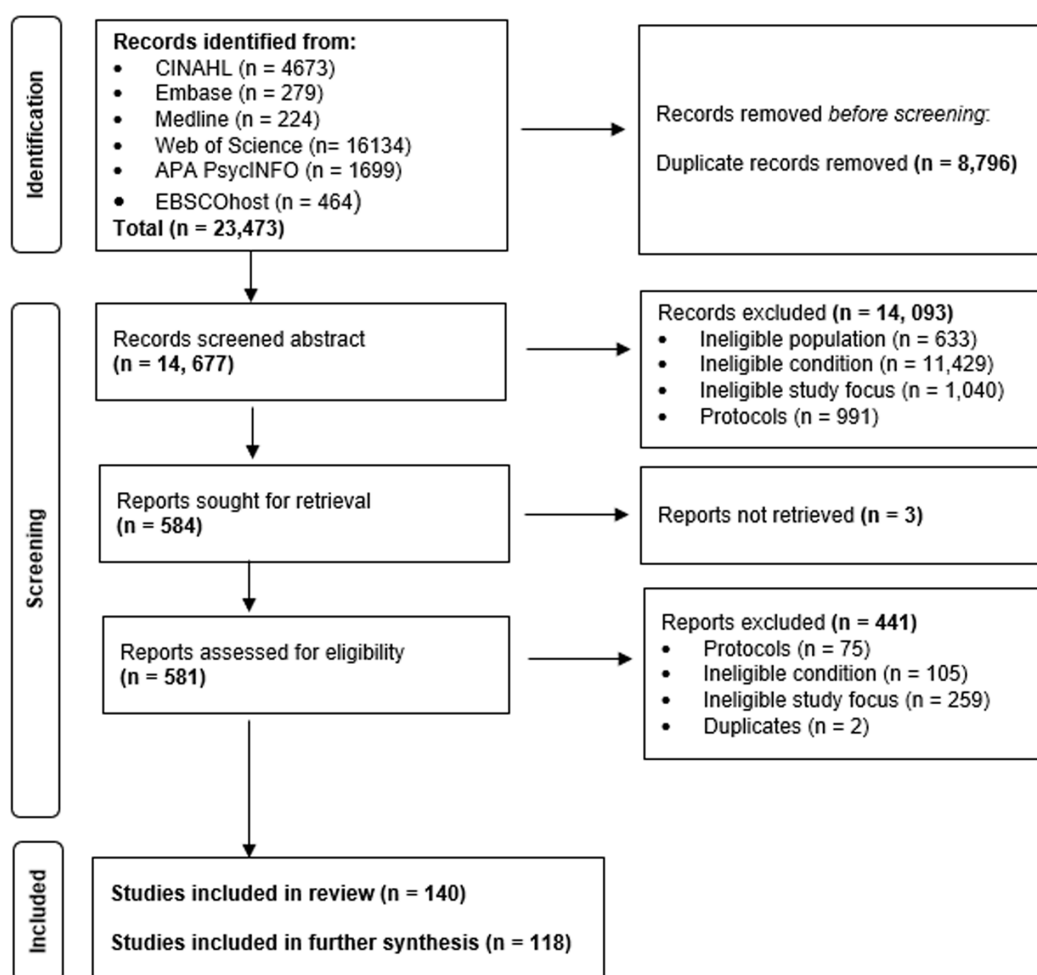 Identification
Records identified from:
• CINAHL (n = 4673)
• Embase (n = 279)
• Medline (n = 224)
• Web of Science (n= 16134)
• APA PsycINFO (n = 1699)
• EBSCOhost (n = 464)
Total (n = 23,473)
Records removed before screening:
Duplicate records removed (n = 8,796)
Screening
Records screened abstract
(n = 14, 677)
Records excluded (n = 14, 093)
• Ineligible population (n = 633)
• Ineligible condition (n = 11,429)
• Ineligible study focus (n = 1,040)
• Protocols (n = 991)
Reports sought for retrieval
(n = 584)
Reports not retrieved (n = 3)
Reports assessed for eligibility
(n = 581)
Reports excluded (n = 441)
• Protocols (n = 75)
• Ineligible condition (n = 105)
• Ineligible study focus (n = 259)
• Duplicates (n = 2)
Included
Studies included in review (n = 140)
Studies included in further synthesis (n = 118)